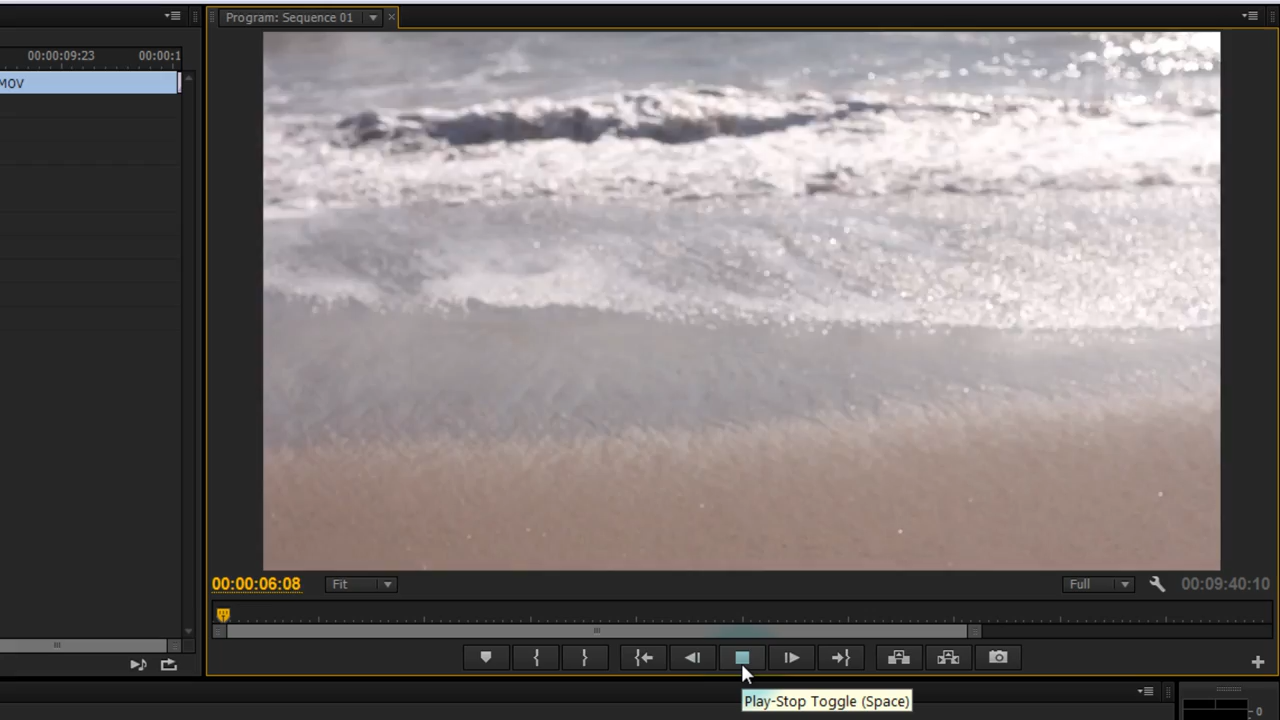 Program: Sequence 01
00:00:09:23
00:00:1
MOV
00:00:06:08
Fit
Full
00:09:40:10
Play-Stop Toggle (Space)
0